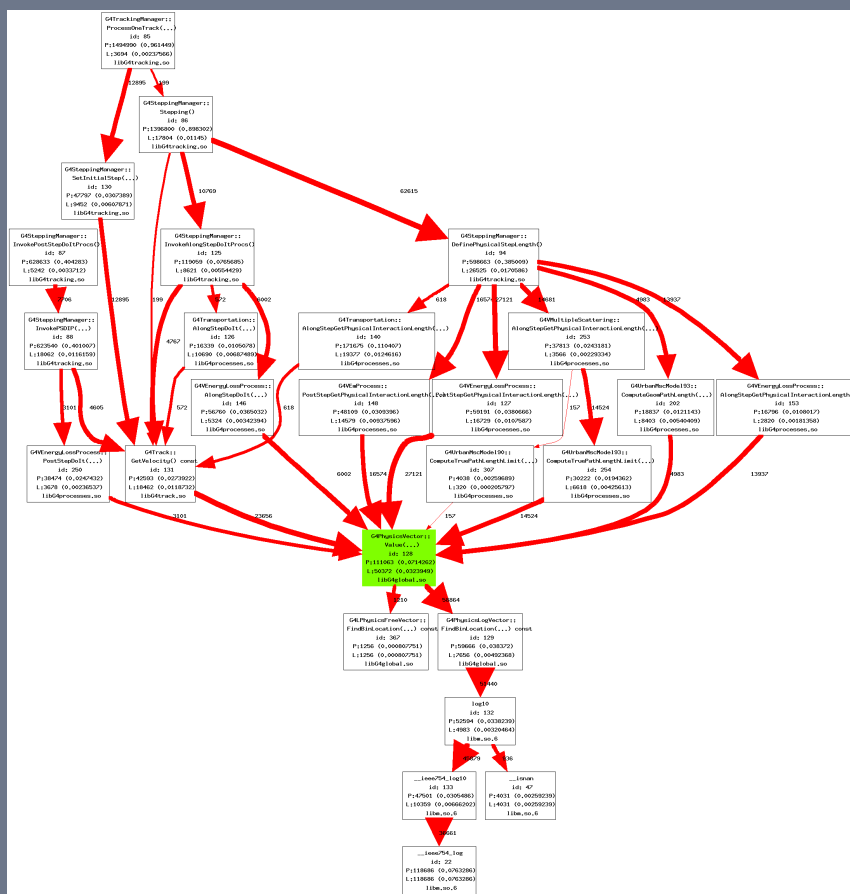 G4TrackingManager::
ProcessOneTrack(...)
id: 85
P:1494990 (0.961449)
L:3694 (0.00237566)
libG4tracking.so
12895
199
G4SteppingManager::
Stepping()
id: 86
P:1396800 (0.898302)
L:17804 (0.01145)
libG4tracking.so
G4SteppingManager::
SetInitialStep(...)
id: 130
P:47797 (0.0307389)
L:9452 (0.00607871)
libG4tracking.so
10769
62615
G4SteppingManager::
InvokePostStepDoItProcs()
id: 87
P:628633 (0.404283)
L:5242 (0.0033712)
libG4tracking.so
G4SteppingManager::
InvokeAlongStepDoItProcs()
id: 125
P:119059 (0.0765685)
L:8621 (0.00554429)
libG4tracking.so
G4SteppingManager::
DefinePhysicalStepLength()
id: 94
P:598663 (0.385009)
L:26525 (0.0170586)
libG4tracking.so
12895
199
572
6002
618
16574
27121
4983
13937
G4SteppingManager::
InvokePSDIP(...)
id: 88
P:623540 (0.401007)
L:18062 (0.0116159)
libG4tracking.so
4767
G4Transportation::
AlongStepDoIt(...)
id: 126
P:16339 (0.0105078)
L:10690 (0.00687489)
libG4processes.so
G4Transportation::
AlongStepGetPhysicalInteractionLength(...)
id: 140
P:171675 (0.110407)
L:19377 (0.0124616)
libG4processes.so
G4VMultipleScattering::
AlongStepGetPhysicalInteractionLength(...)
id: 253
P:37813 (0.0243181)
L:3566 (0.00229334)
libG4processes.so
3101
4605
572
618
157
14524
G4VEnergyLossProcess::
AlongStepDoIt(...)
id: 146
P:56760 (0.0365032)
L:5324 (0.00342394)
libG4processes.so
G4VEmProcess::
PostStepGetPhysicalInteractionLength(...)
id: 148
P:48109 (0.0309396)
L:14579 (0.00937596)
libG4processes.so
G4VEnergyLossProcess::
PostStepGetPhysicalInteractionLength(...)
id: 127
P:59191 (0.0380666)
L:16729 (0.0107587)
libG4processes.so
G4UrbanMscModel93::
ComputeGeomPathLength(...)
id: 202
P:18837 (0.0121143)
L:8403 (0.00540409)
libG4processes.so
G4VEnergyLossProcess::
AlongStepGetPhysicalInteractionLength(...)
id: 153
P:16796 (0.0108017)
L:2820 (0.00181358)
libG4processes.so
G4VEnergyLossProcess::
PostStepDoIt(...)
id: 250
P:38474 (0.0247432)
L:3678 (0.00236537)
libG4processes.so
G4Track::
GetVelocity() const
id: 131
P:42593 (0.0273922)
L:18462 (0.0118732)
libG4track.so
G4UrbanMscModel90::
ComputeTruePathLengthLimit(...)
id: 307
P:4038 (0.00259689)
L:320 (0.000205797)
libG4processes.so
G4UrbanMscModel93::
ComputeTruePathLengthLimit(...)
id: 254
P:30222 (0.0194362)
L:6618 (0.00425613)
libG4processes.so
6002
16574
27121
4983
13937
3101
23656
157
14524
G4PhysicsVector::
Value(...)
id: 128
P:111063 (0.0714262)
L:50372 (0.0323949)
libG4global.so
G4LPhysicsFreeVector::
FindBinLocation(...) const
id: 367
P:1256 (0.000807751)
L:1256 (0.000807751)
libG4global.so
G4PhysicsLogVector::
FindBinLocation(...) const
id: 129
P:59666 (0.038372)
L:7656 (0.00492368)
libG4global.so
log10
id: 132
P:52594 (0.0338239)
L:4983 (0.00320464)
libm.so.6
__ieee754_log10
id: 133
P:47501 (0.0305486)
L:10359 (0.00666202)
libm.so.6
__isnan
id: 47
P:4031 (0.00259239)
L:4031 (0.00259239)
libm.so.6
__ieee754_log
id: 22
P:118686 (0.0763286)
L:118686 (0.0763286)
libm.so.6